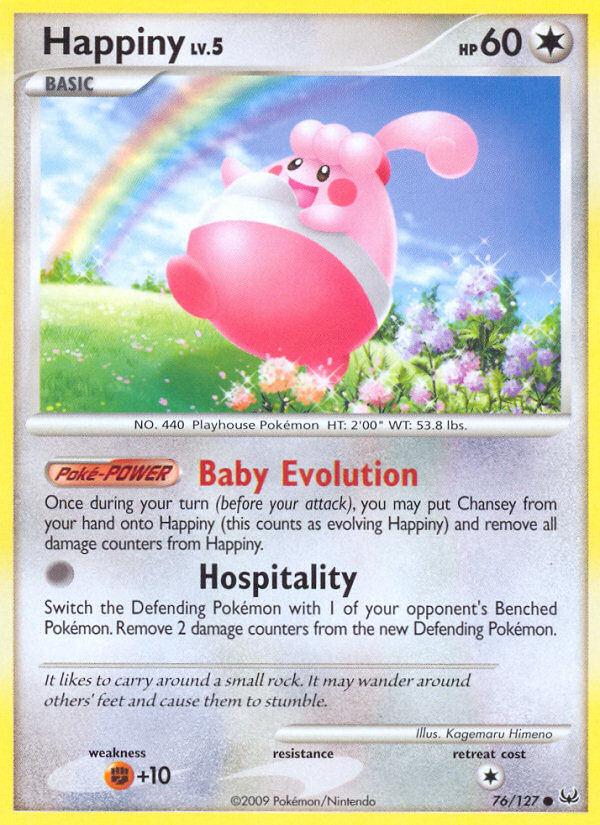 Happiny LV.5
HP 60
BASIC
NO. 440 Playhouse Pokémon HT: 2'00" WT: 53.8 lbs.
Poké-POWER Baby Evolution
Once during your turn (before your attack), you may put Chansey from
your hand onto Happiny (this counts as evolving Happiny) and remove all
damage counters from Happiny.
Hospitality
Switch the Defending Pokémon with 1 of your opponent's Benched
Pokémon. Remove 2 damage counters from the new Defending Pokémon.
It likes to carry around a small rock. It may wander around
others' feet and cause them to stumble.
Illus. Kagemaru Himeno
weakness resistance retreat cost
+10
©2009 Pokémon/Nintendo
76/127